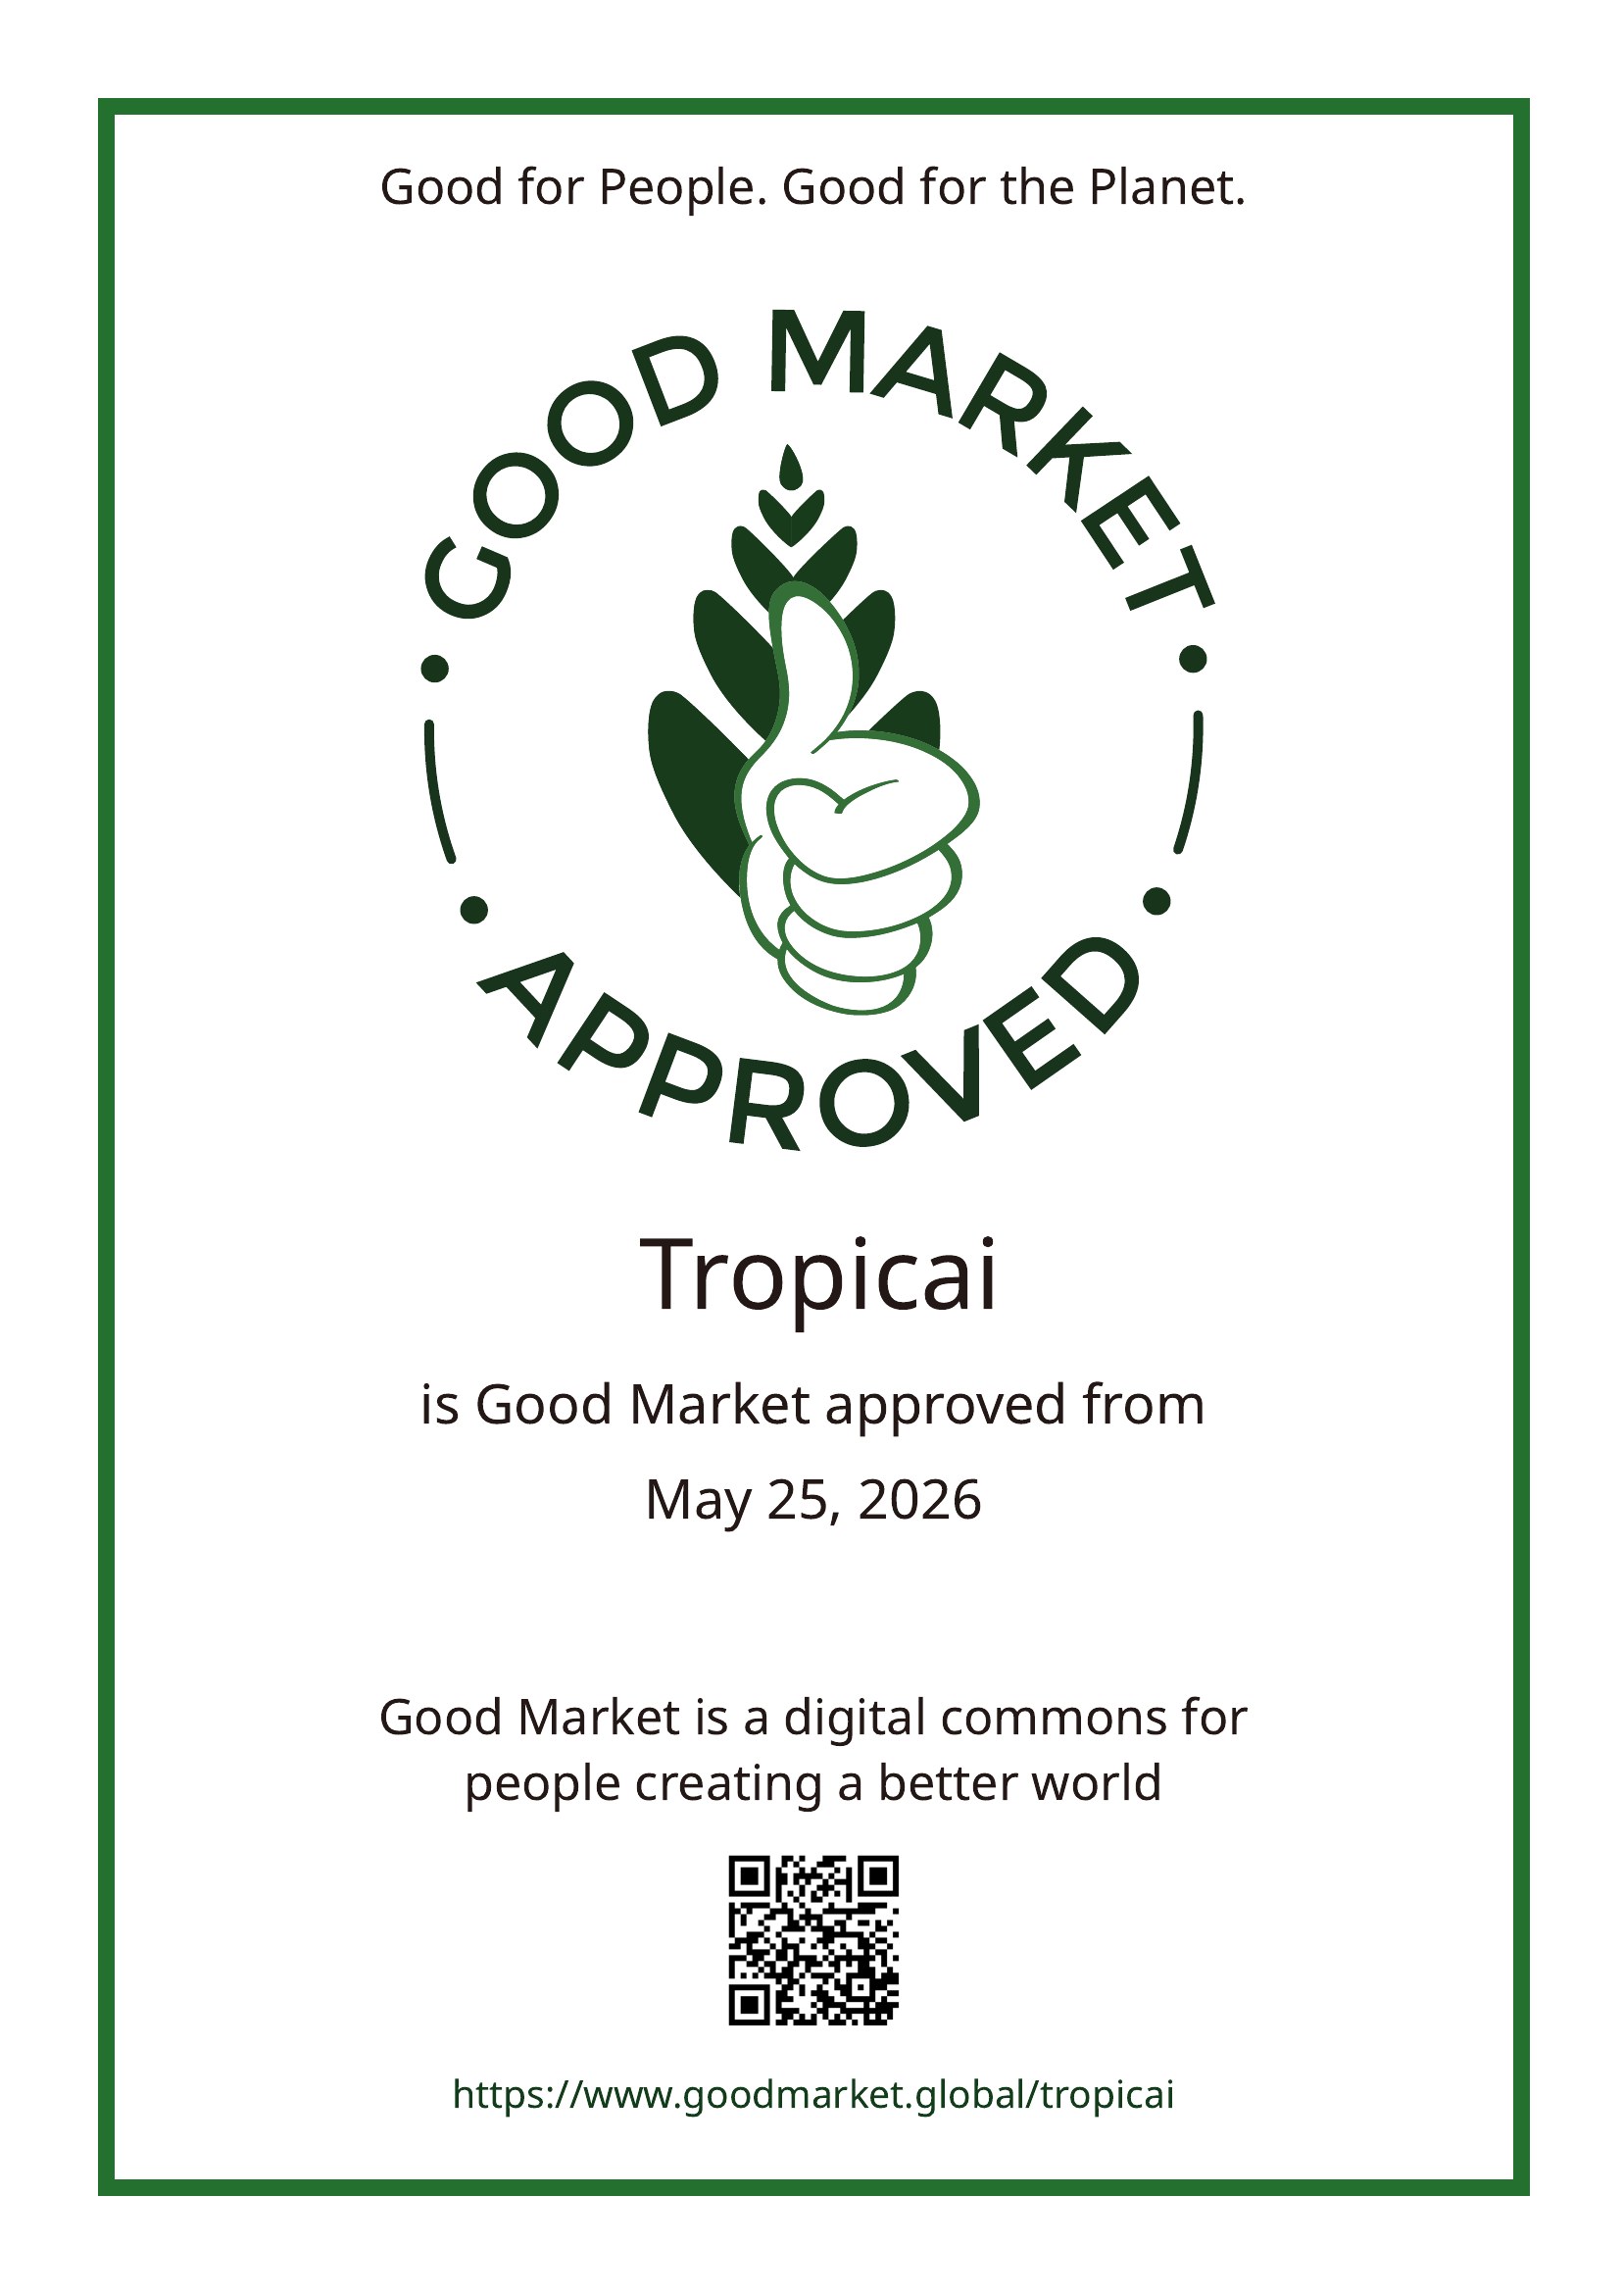 Good for People. Good for the Planet.
GOOD MARKET
APPROVED
Tropicai
is Good Market approved from
May 25, 2026
Good Market is a digital commons for
people creating a better world
https://www.goodmarket.global/tropicai